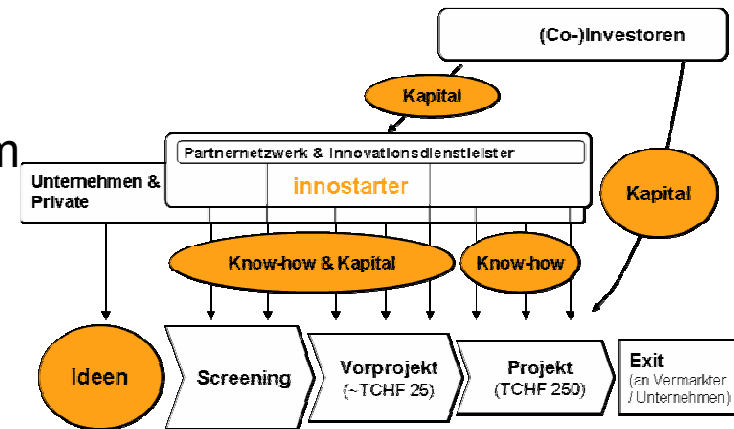 (Co-)Investoren
Kapital
m
Partnernetzwerk & Innovationsdienstleister
Unternehmen &
Private
innostarter
Kapital
Know-how & Kapital
Know-how
Ideen
Screening
Vorprojekt
(~TCHF 25)
Projekt
(TCHF 250)
Exit
(an Vermarkter
/ Unternehmen)